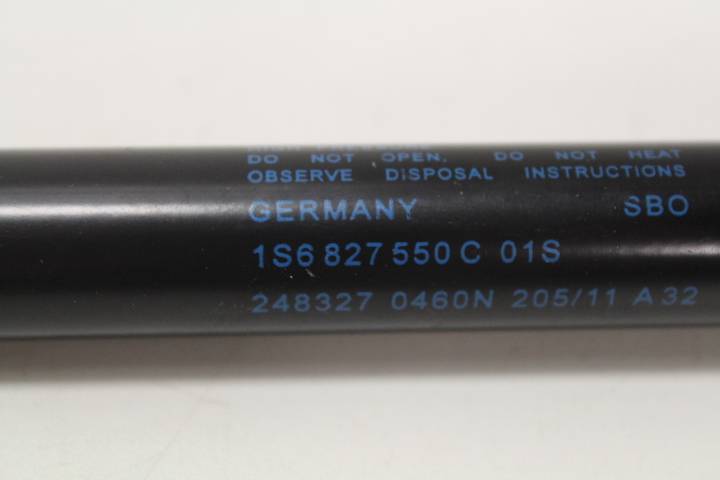 DO NOT OPEN, DO NOT HEAT
OBSERVE DISPOSAL INSTRUCTIONS
GERMANY SBO
1S6 827 550 C 01S
248327 0460N 205/11 A32